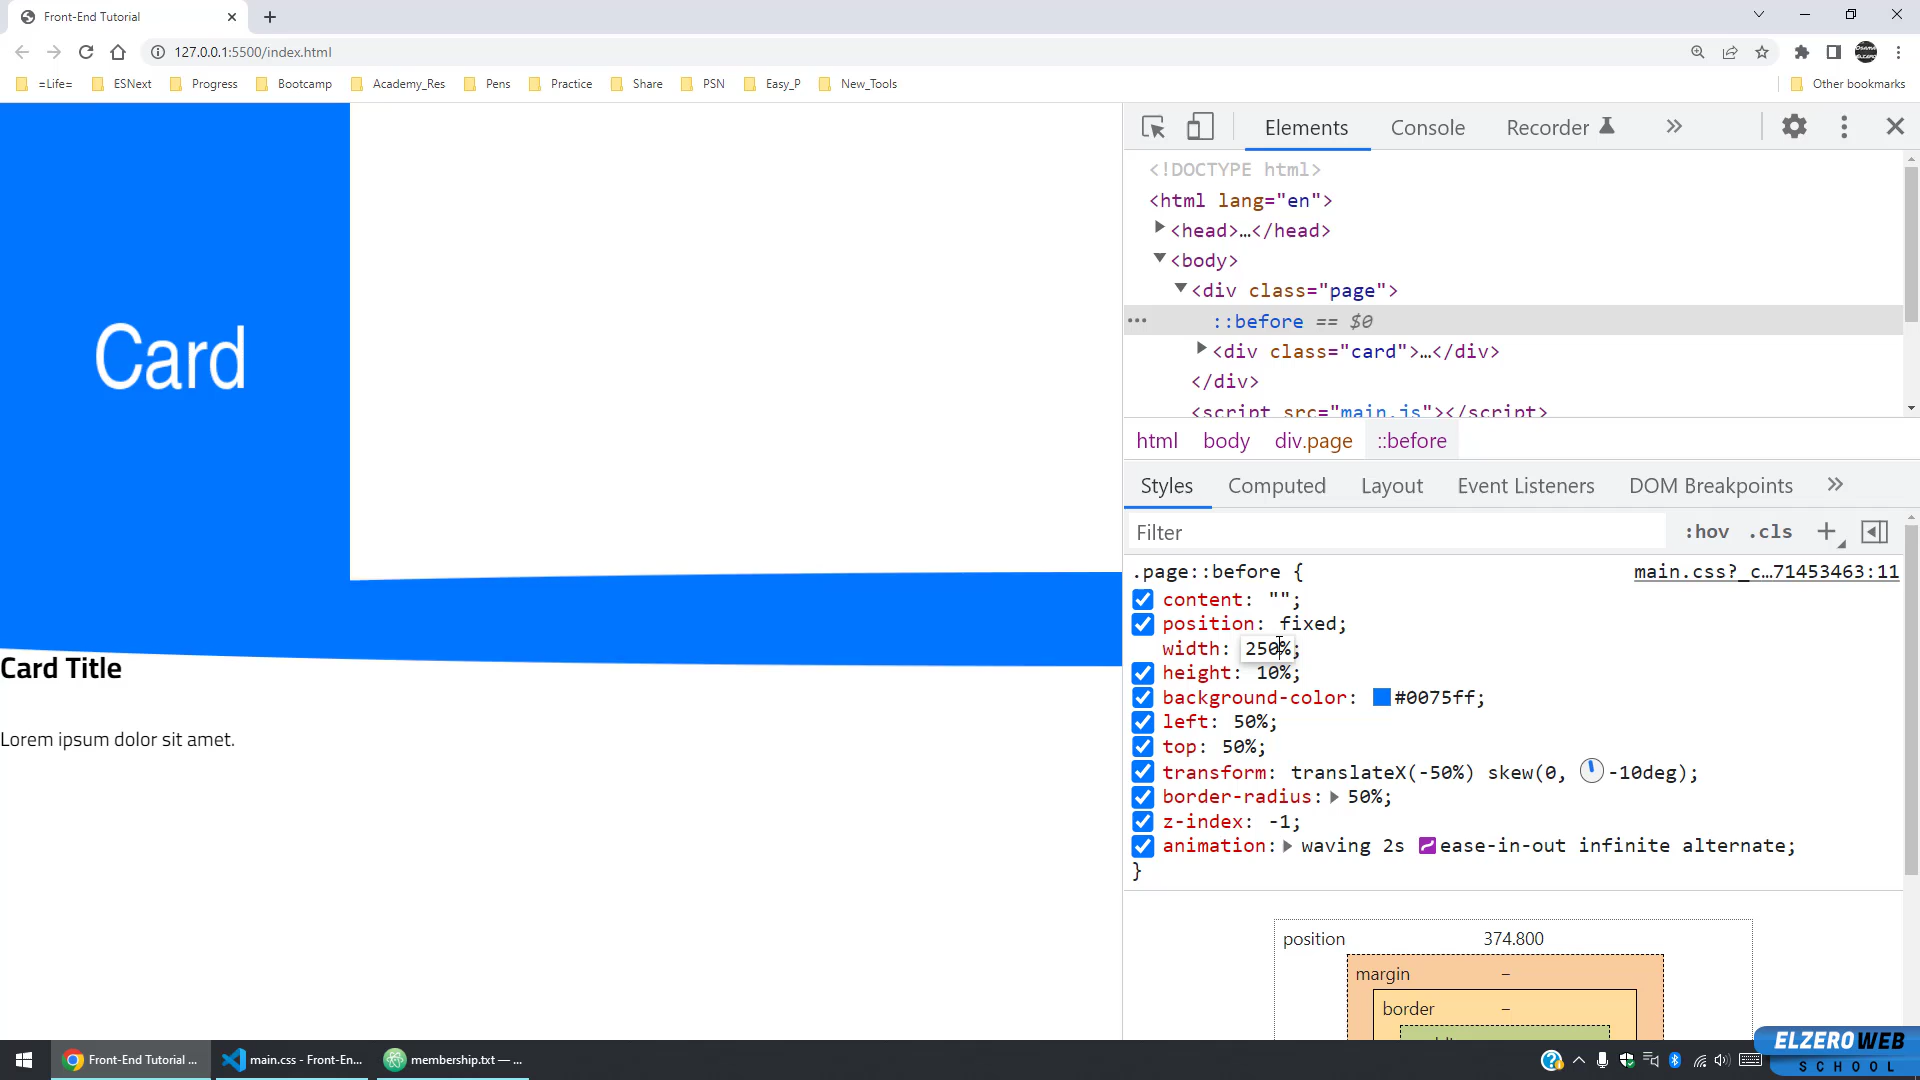 Front-End Tutorial
127.0.0.1:5500/index.html
=Life= ESNext Progress Bootcamp Academy_Res Pens Practice Share PSN Easy_P New_Tools Other bookmarks
Card
Card Title
Lorem ipsum dolor sit amet.
Elements Console Recorder
<!DOCTYPE html>
<html lang="en">
<head>…</head>
<body>
<div class="page">
::before == $0
<div class="card">…</div>
</div>
<script src="main.js"></script>
html body div.page ::before
Styles Computed Layout Event Listeners DOM Breakpoints
Filter :hov .cls
.page::before { main.css?_c…71453463:11
content: "";
position: fixed;
width: 250%;
height: 10%;
background-color: #0075ff;
left: 50%;
top: 50%;
transform: translateX(-50%) skew(0, -10deg);
border-radius: 50%;
z-index: -1;
animation: waving 2s ease-in-out infinite alternate;
}
position 374.800
margin –
border –
Front-End Tutorial ... main.css - Front-En... membership.txt — ...
ELZERO WEB
SCHOOL